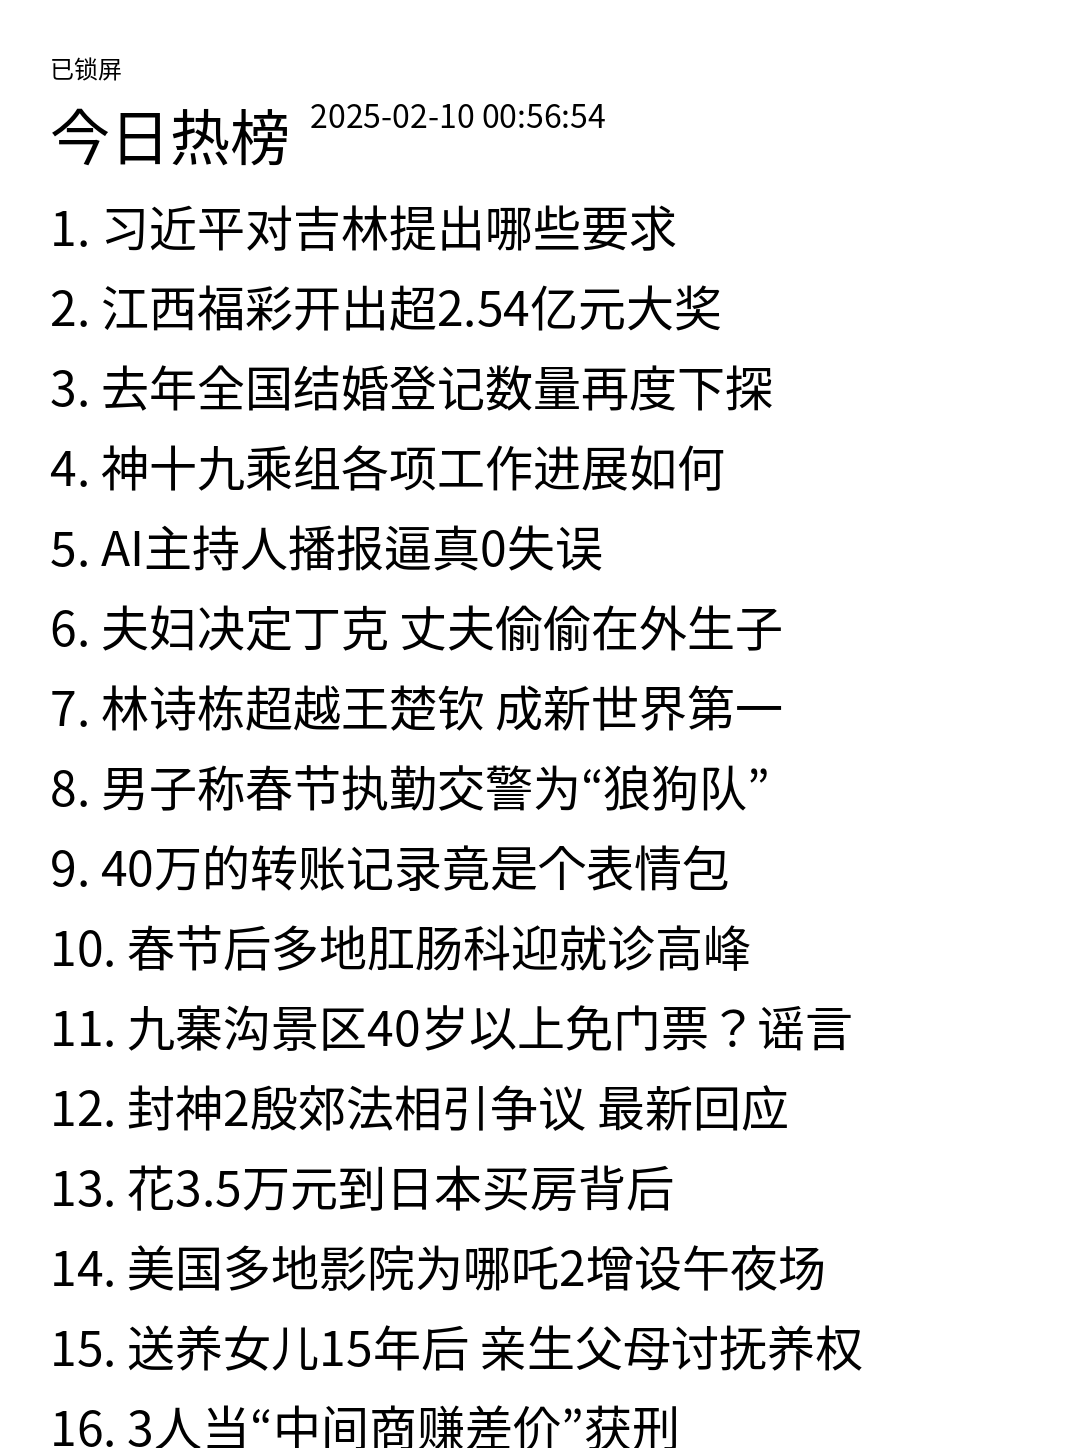 已锁屏
今日热榜 2025-02-10 00:56:54
1. 习近平对吉林提出哪些要求
2. 江西福彩开出超2.54亿元大奖
3. 去年全国结婚登记数量再度下探
4. 神十九乘组各项工作进展如何
5. AI主持人播报逼真0失误
6. 夫妇决定丁克 丈夫偷偷在外生子
7. 林诗栋超越王楚钦 成新世界第一
8. 男子称春节执勤交警为“狼狗队”
9. 40万的转账记录竟是个表情包
10. 春节后多地肛肠科迎就诊高峰
11. 九寨沟景区40岁以上免门票？谣言
12. 封神2殷郊法相引争议 最新回应
13. 花3.5万元到日本买房背后
14. 美国多地影院为哪吒2增设午夜场
15. 送养女儿15年后 亲生父母讨抚养权
16. 3人当“中间商赚差价”获刑